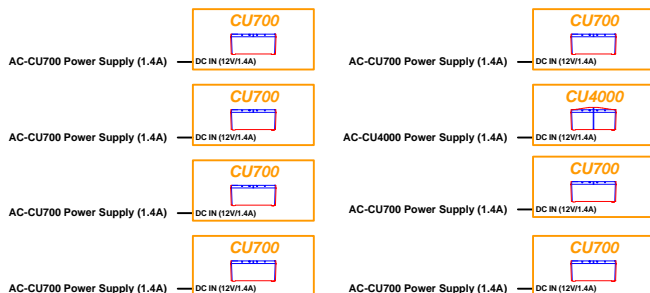 CU700
AC-CU700 Power Supply (1.4A)
DC IN (12V/1.4A)
CU700
AC-CU700 Power Supply (1.4A)
DC IN (12V/1.4A)
CU700
AC-CU700 Power Supply (1.4A)
DC IN (12V/1.4A)
CU4000
AC-CU4000 Power Supply (1.4A)
DC IN (12V/1.4A)
CU700
AC-CU700 Power Supply (1.4A)
DC IN (12V/1.4A)
CU700
AC-CU700 Power Supply (1.4A)
DC IN (12V/1.4A)
CU700
AC-CU700 Power Supply (1.4A)
DC IN (12V/1.4A)
CU700
AC-CU700 Power Supply (1.4A)
DC IN (12V/1.4A)